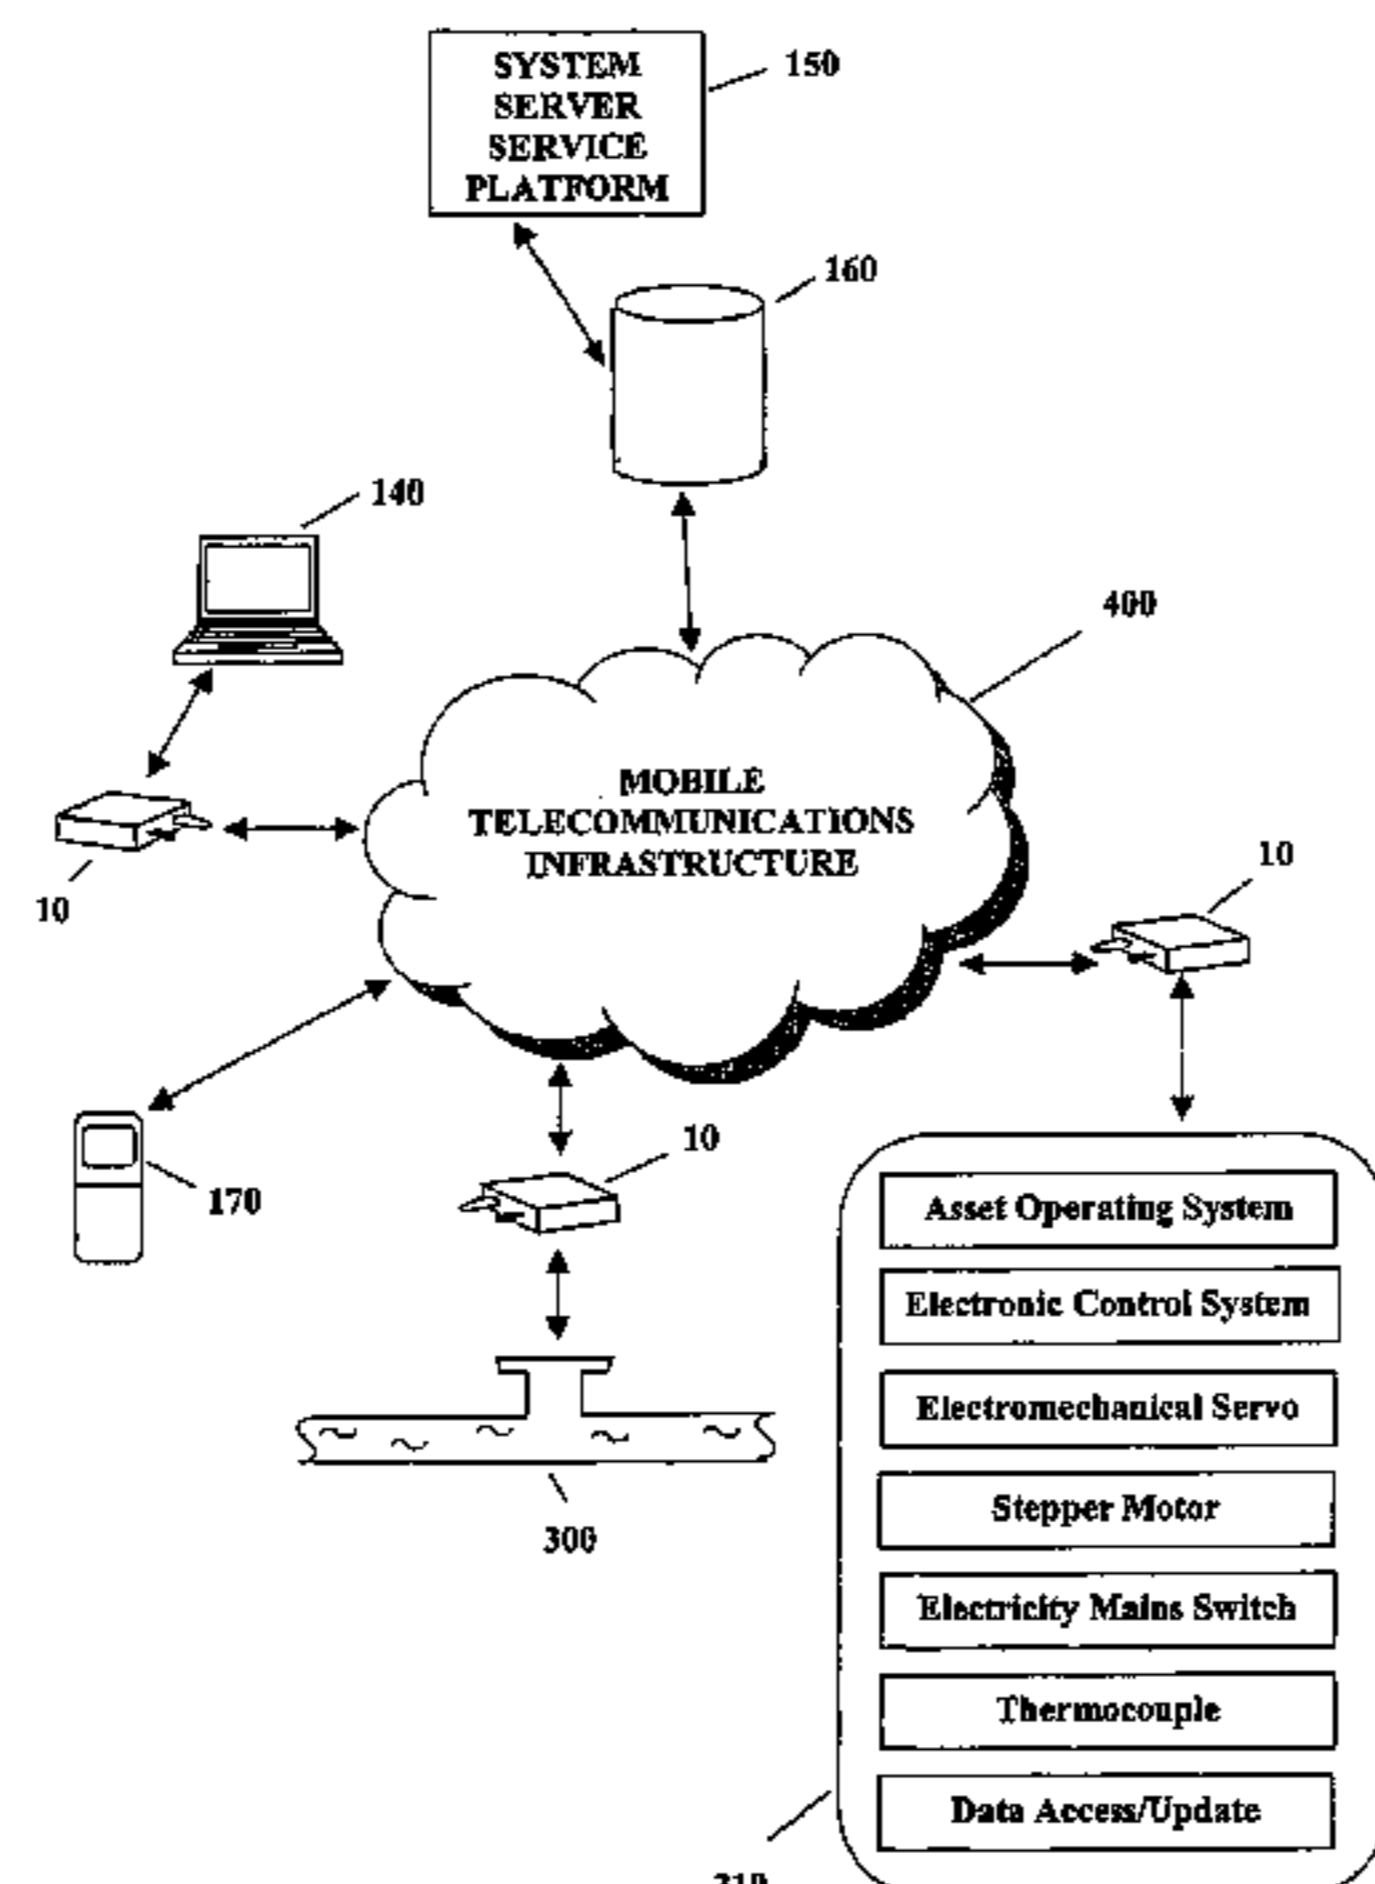 SYSTEM
SERVER
SERVICE
PLATFORM
150
160
140
400
MOBILE
TELECOMMUNICATIONS
INFRASTRUCTURE
10
10
10
170
300
Asset Operating System
Electronic Control System
Electromechanical Servo
Stepper Motor
Electricity Mains Switch
Thermocouple
Data Access/Update